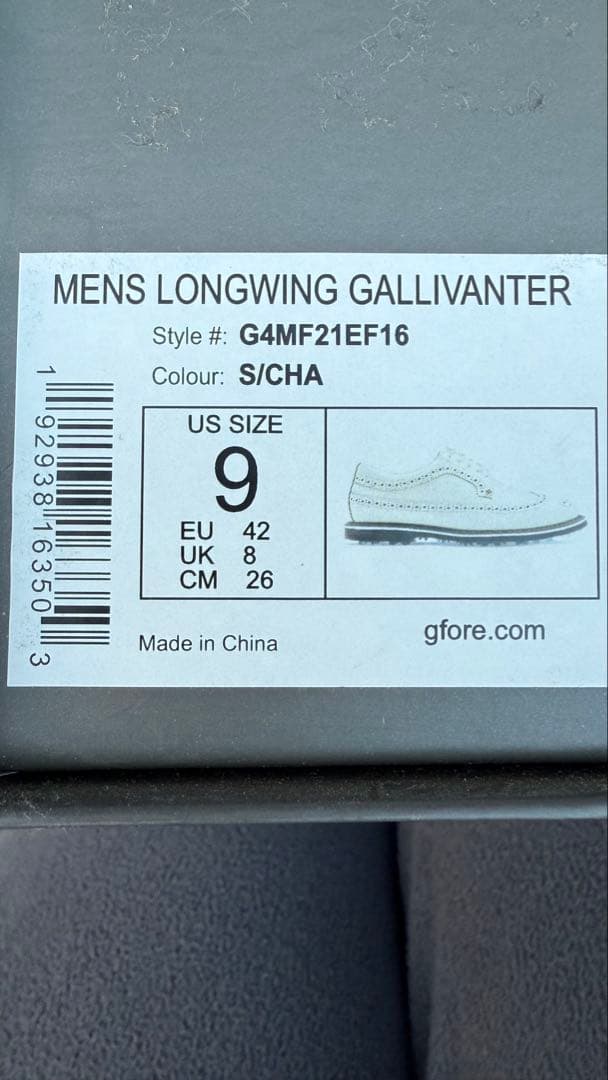 MENS LONGWING GALLIVANTER
Style #: G4MF21EF16
Colour: S/CHA
US SIZE
9
EU 42
UK 8
CM 26
Made in China
gfore.com
1 92938 16350 3